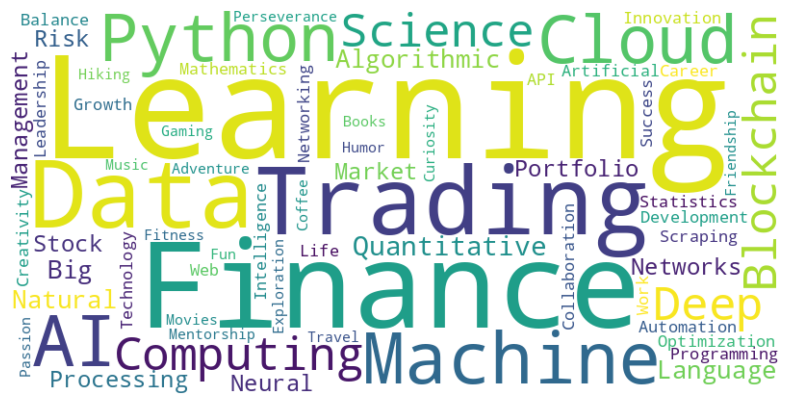 Balance
Perseverance
Innovation
Risk
Python
Science
Cloud
Algorithmic
Hiking
Mathematics
API
Artificial
Career
Management
Leadership
Growth
Learning
Networking
Books
Success
Blockchain
Gaming
Humor
Curiosity
Friendship
Music
Adventure
Market
Portfolio
Data
Trading
Statistics
Creativity
Coffee
Development
Stock
Fitness
Intelligence
Collaboration
Scraping
Big
Technology
Fun
Life
Quantitative
Web
Exploration
Networks
Natural
Finance
Work
Deep
Movies
Automation
Passion
AI
Mentorship
Travel
Optimization
Computing
Machine
Programming
Processing
Neural
Language